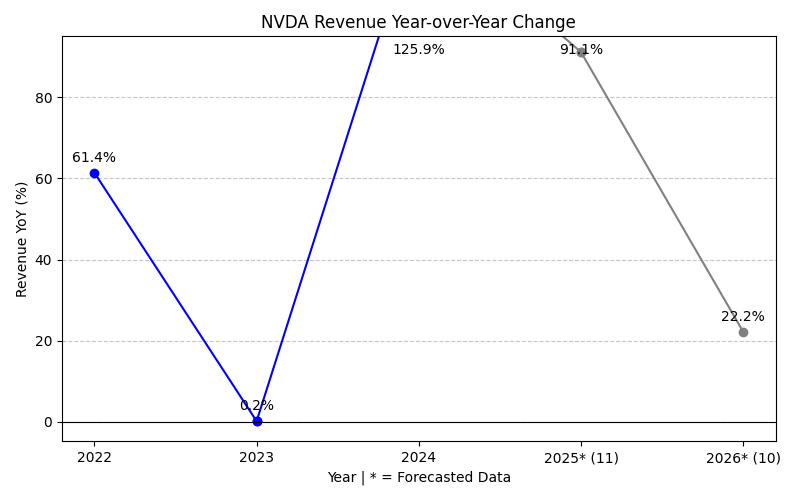 NVDA Revenue Year-over-Year Change
125.9%
91.1%
80
61.4%
60
Revenue YoY (%)
40
22.2%
20
0.2%
0
2022 2023 2024 2025* (11) 2026* (10)
Year | * = Forecasted Data